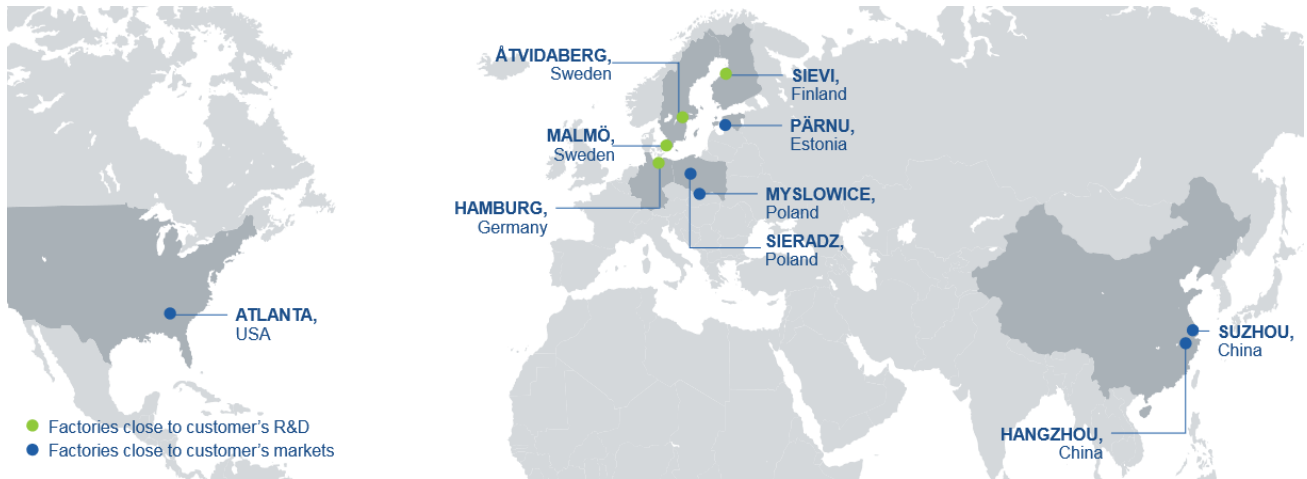 ÅTVIDABERG,
Sweden
SIEVI,
Finland
MALMÖ,
Sweden
PÄRNU,
Estonia
HAMBURG,
Germany
MYSLOWICE,
Poland
SIERADZ,
Poland
ATLANTA,
USA
SUZHOU,
China
HANGZHOU,
China
Factories close to customer's R&D
Factories close to customer's markets